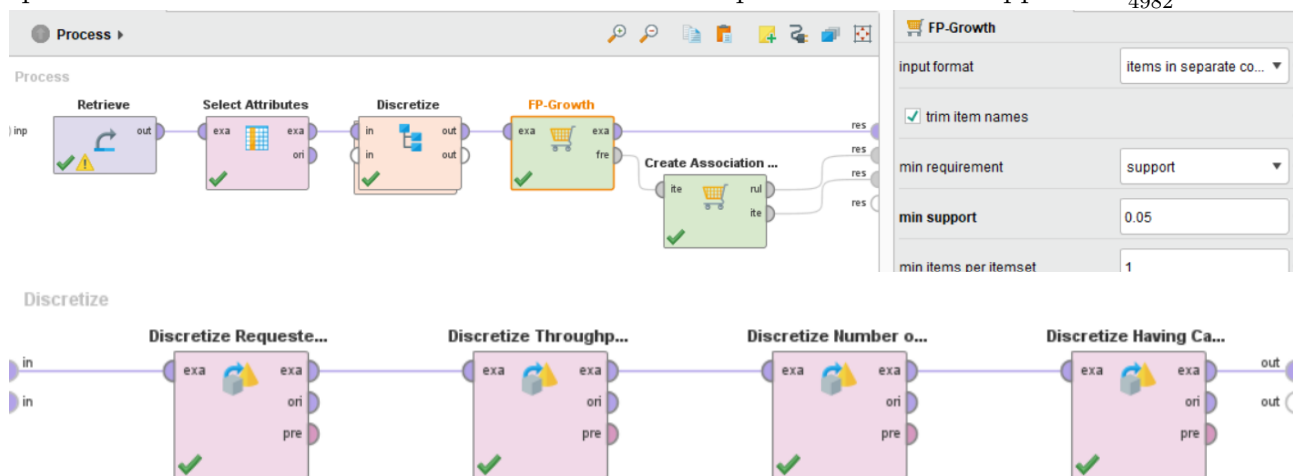 4982
Process
FP-Growth
Process
input format
items in separate co...
Retrieve
Select Attributes
Discretize
FP-Growth
inp
out
exa
exa
ori
in
out
in
out
exa
exa
fre
res
res
res
res
trim item names
Create Association ...
ite
rul
ite
min requirement
support
min support
0.05
min items per itemset
1
Discretize
Discretize Requeste...
Discretize Throughp...
Discretize Number o...
Discretize Having Ca...
in
in
exa
exa
ori
pre
exa
exa
ori
pre
exa
exa
ori
pre
exa
exa
ori
pre
out
out